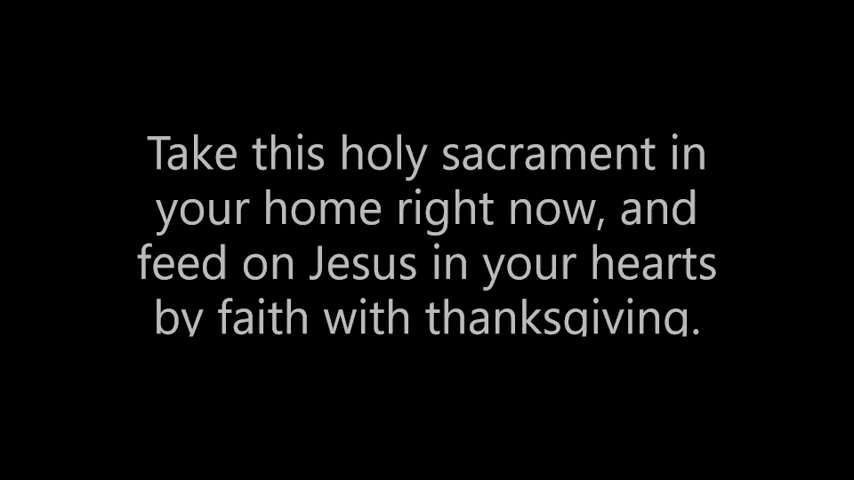 Take this holy sacrament in
your home right now, and
feed on Jesus in your hearts
by faith with thanksgiving.